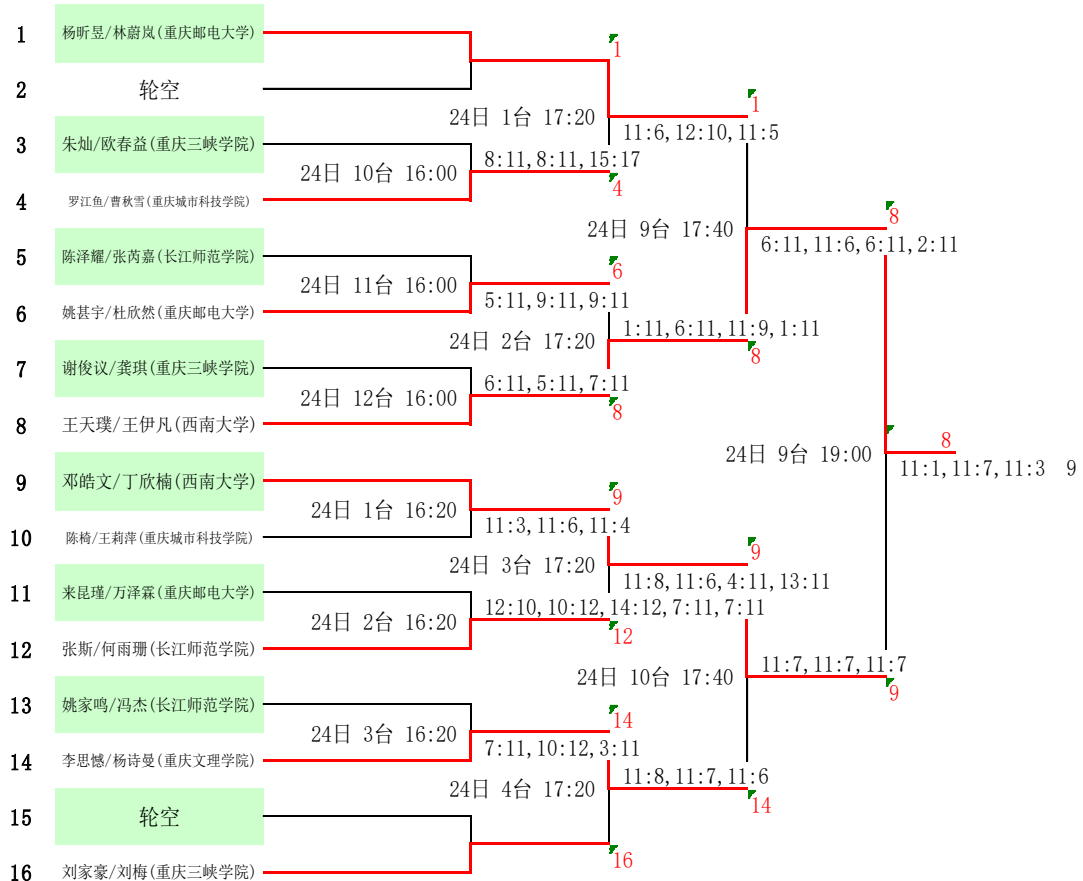 1 杨昕昱/林蔚岚(重庆邮电大学)
1
2 轮空
1
24日 1台 17:20
11:6,12:10,11:5
3 朱灿/欧春益(重庆三峡学院)
8:11,8:11,15:17
24日 10台 16:00
4
4 罗江鱼/曹秋雪(重庆城市科技学院)
8
24日 9台 17:40
6:11,11:6,6:11,2:11
5 陈泽耀/张芮嘉(长江师范学院)
6
24日 11台 16:00
5:11,9:11,9:11
6 姚甚宇/杜欣然(重庆邮电大学)
1:11,6:11,11:9,1:11
24日 2台 17:20
8
7 谢俊议/龚琪(重庆三峡学院)
6:11,5:11,7:11
24日 12台 16:00
8
8 王天璞/王伊凡(西南大学)
8
24日 9台 19:00
11:1,11:7,11:3 9
9 邓皓文/丁欣楠(西南大学)
9
24日 1台 16:20
11:3,11:6,11:4
10 陈椅/王莉萍(重庆城市科技学院)
9
24日 3台 17:20
11:8,11:6,4:11,13:11
11 来昆瑾/万泽霖(重庆邮电大学)
12:10,10:12,14:12,7:11,7:11
24日 2台 16:20
12
12 张斯/何雨珊(长江师范学院)
11:7,11:7,11:7
24日 10台 17:40
9
13 姚家鸣/冯杰(长江师范学院)
14
24日 3台 16:20
7:11,10:12,3:11
14 李思憾/杨诗曼(重庆文理学院)
11:8,11:7,11:6
24日 4台 17:20
14
15 轮空
16
16 刘家豪/刘梅(重庆三峡学院)